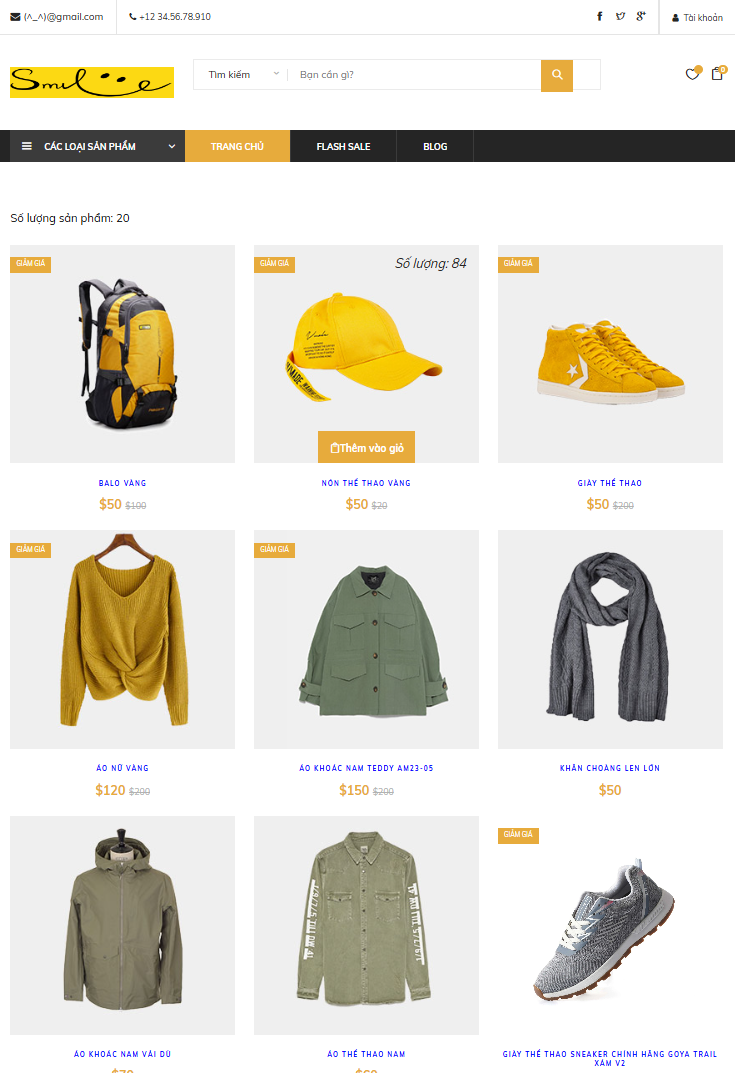 (^_^)@gmail.com
+12 34.56.78.910
Tài khoản
Smile
Tìm kiếm
Bạn cần gì?
0
CÁC LOẠI SẢN PHẨM
TRANG CHỦ
FLASH SALE
BLOG
Số lượng sản phẩm: 20
GIẢM GIÁ
GIẢM GIÁ
Số lượng: 84
GIẢM GIÁ
Thêm vào giỏ
BALO VÀNG
NÓN THỂ THAO VÀNG
GIÀY THỂ THAO
$50 $100
$50 $20
$50 $200
GIẢM GIÁ
GIẢM GIÁ
ÁO NỮ VÀNG
ÁO KHOÁC NAM TEDDY AM23-05
KHĂN CHOÀNG LEN LỚN
$120 $200
$150 $200
$50
GIẢM GIÁ
ÁO KHOÁC NAM VẢI DÙ
ÁO THỂ THAO NAM
GIÀY THỂ THAO SNEAKER CHÍNH HÃNG GOYA TRAIL
XÁM V2